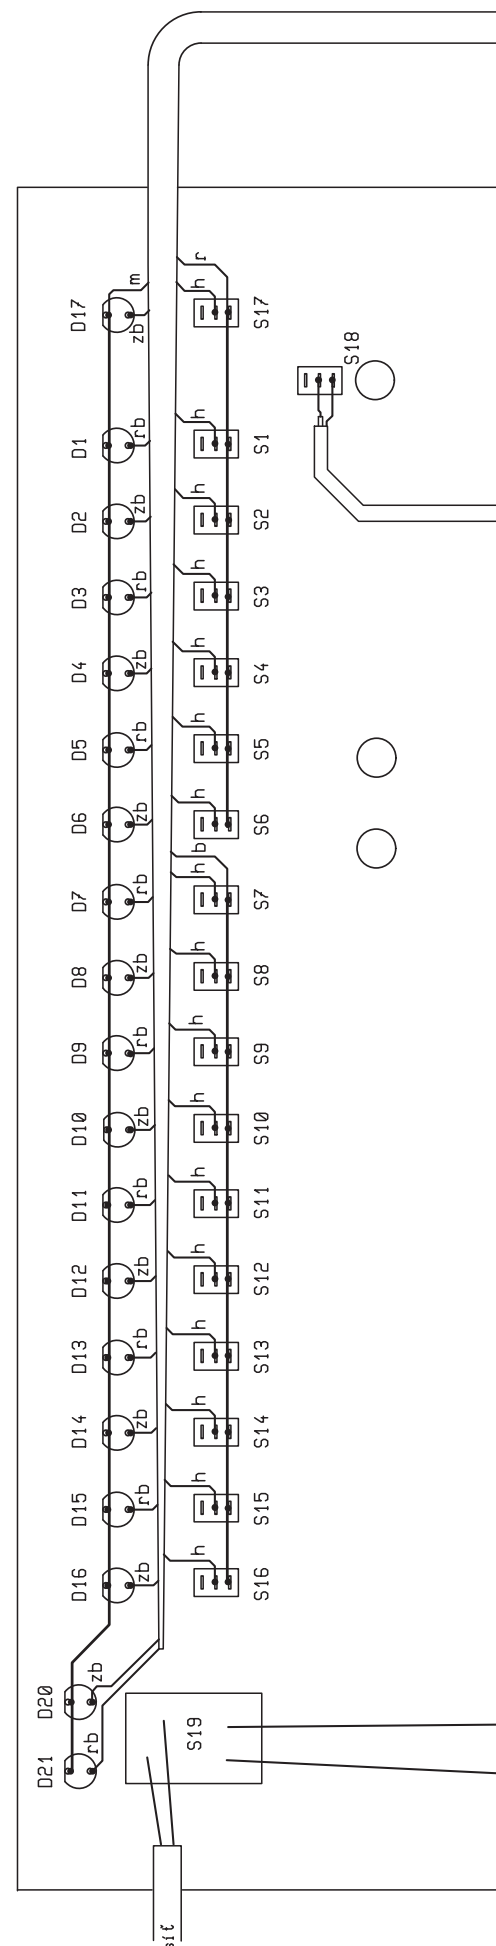 m
r
h
D17
zb
S17
S18
D1
rb
h
S1
D2
zb
h
S2
D3
rb
h
S3
D4
zb
h
S4
D5
rb
h
S5
D6
zb
h
S6
b
D7
rb
h
S7
D8
zb
h
S8
D9
rb
h
S9
D10
zb
h
S10
D11
rb
h
S11
D12
zb
h
S12
D13
rb
h
S13
D14
zb
h
S14
D15
rb
h
S15
D16
zb
h
S16
D20
zb
D21
rb
S19